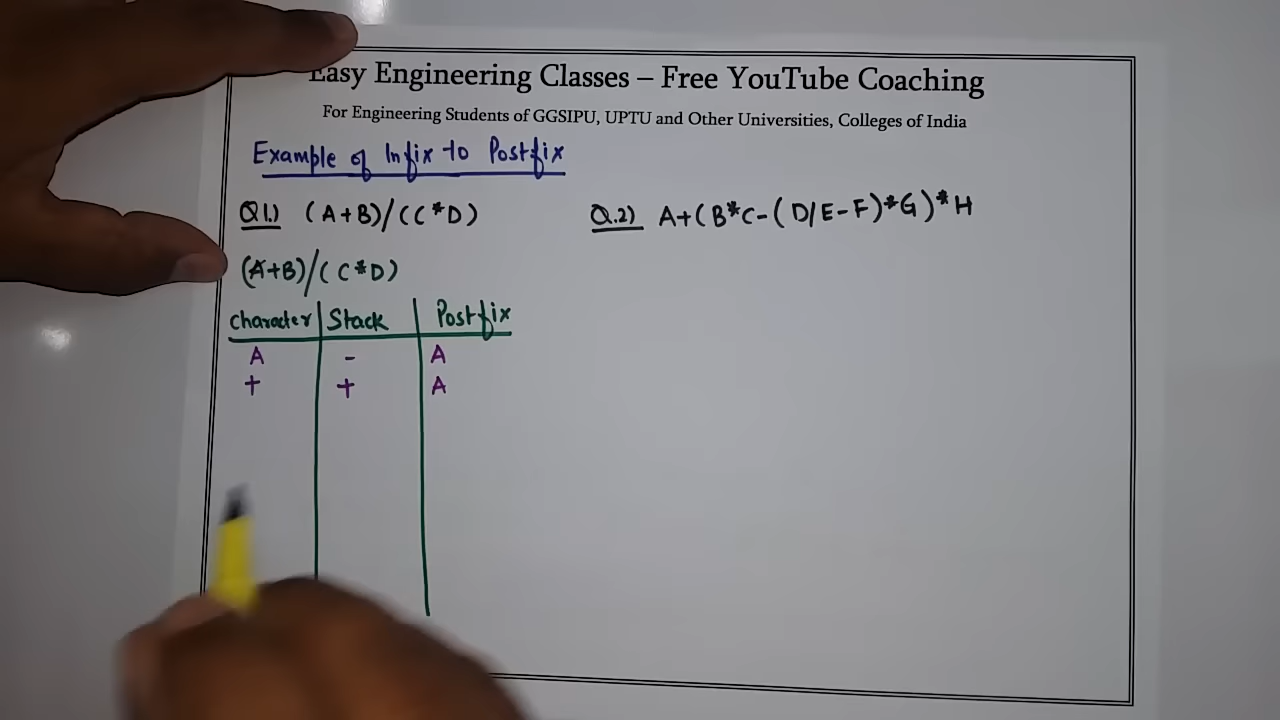 Easy Engineering Classes – Free YouTube Coaching
For Engineering Students of GGSIPU, UPTU and Other Universities, Colleges of India
Example of Infix to Postfix
Q1.) (A+B)/(C*D)
Q.2) A+(B*C-(D/E-F)*G)*H
(A+B)/(C*D)
Character Stack Postfix
A - A
+ + A